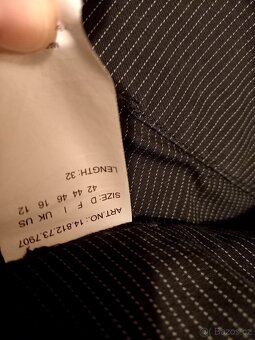 ART.NO.: 14.812.73.7907
SIZE: D F I UK US
42 44 46 16 12
LENGTH: 32